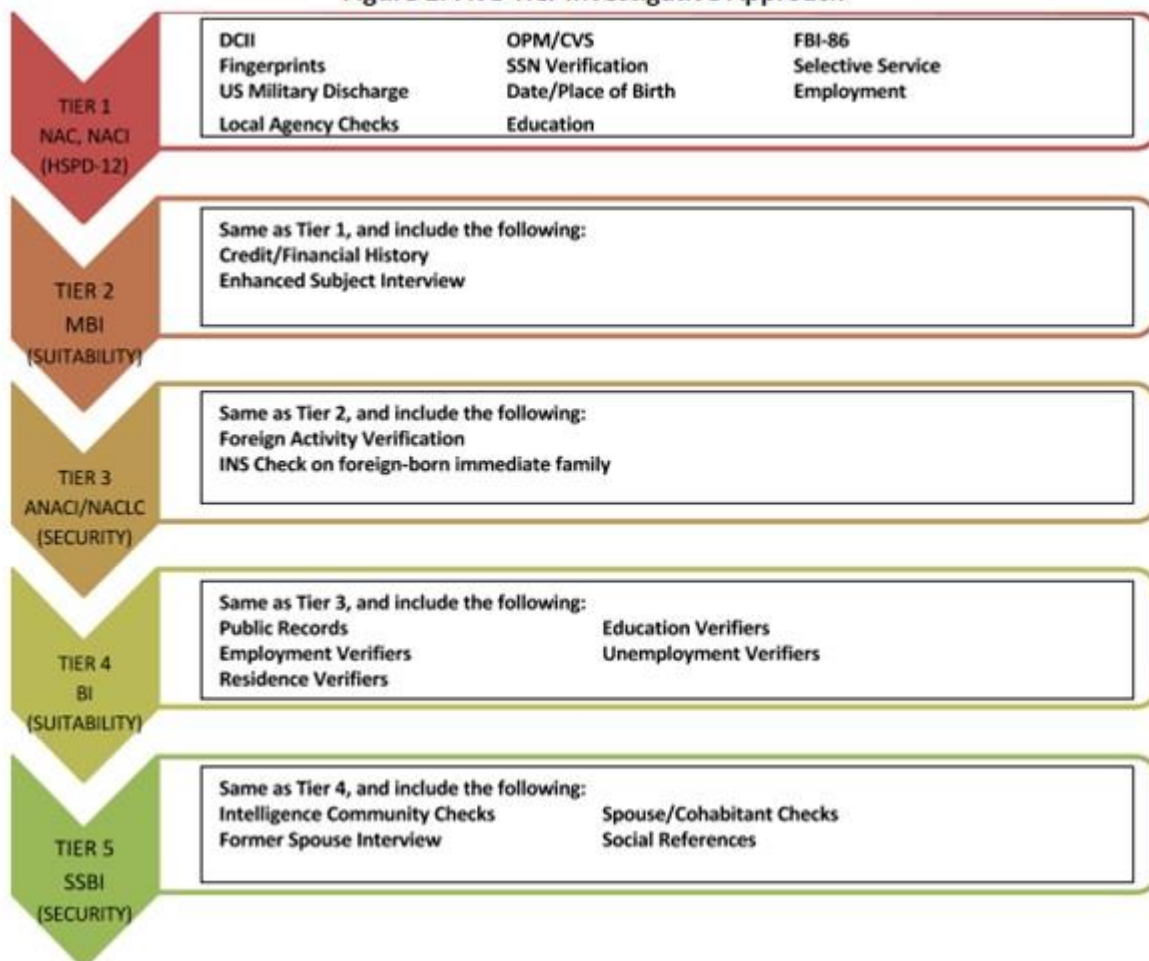 DCII OPM/CVS FBI-86
Fingerprints SSN Verification Selective Service
US Military Discharge Date/Place of Birth Employment
Local Agency Checks Education
TIER 1
NAC, NACI
(HSPD-12)
Same as Tier 1, and include the following:
Credit/Financial History
Enhanced Subject Interview
TIER 2
MBI
(SUITABILITY)
Same as Tier 2, and include the following:
Foreign Activity Verification
INS Check on foreign-born immediate family
TIER 3
ANACI/NACLC
(SECURITY)
Same as Tier 3, and include the following:
Public Records Education Verifiers
Employment Verifiers Unemployment Verifiers
Residence Verifiers
TIER 4
BI
(SUITABILITY)
Same as Tier 4, and include the following:
Intelligence Community Checks Spouse/Cohabitant Checks
Former Spouse Interview Social References
TIER 5
SSBI
(SECURITY)